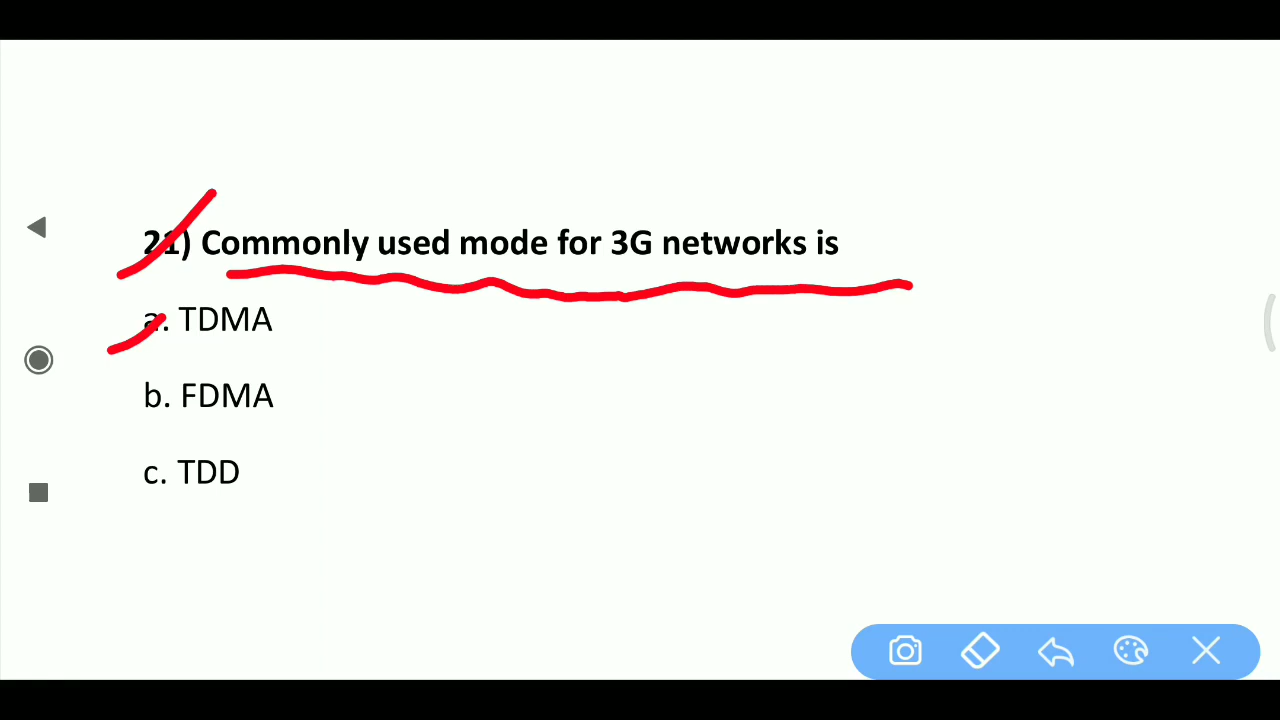 21) Commonly used mode for 3G networks is
a. TDMA
b. FDMA
c. TDD